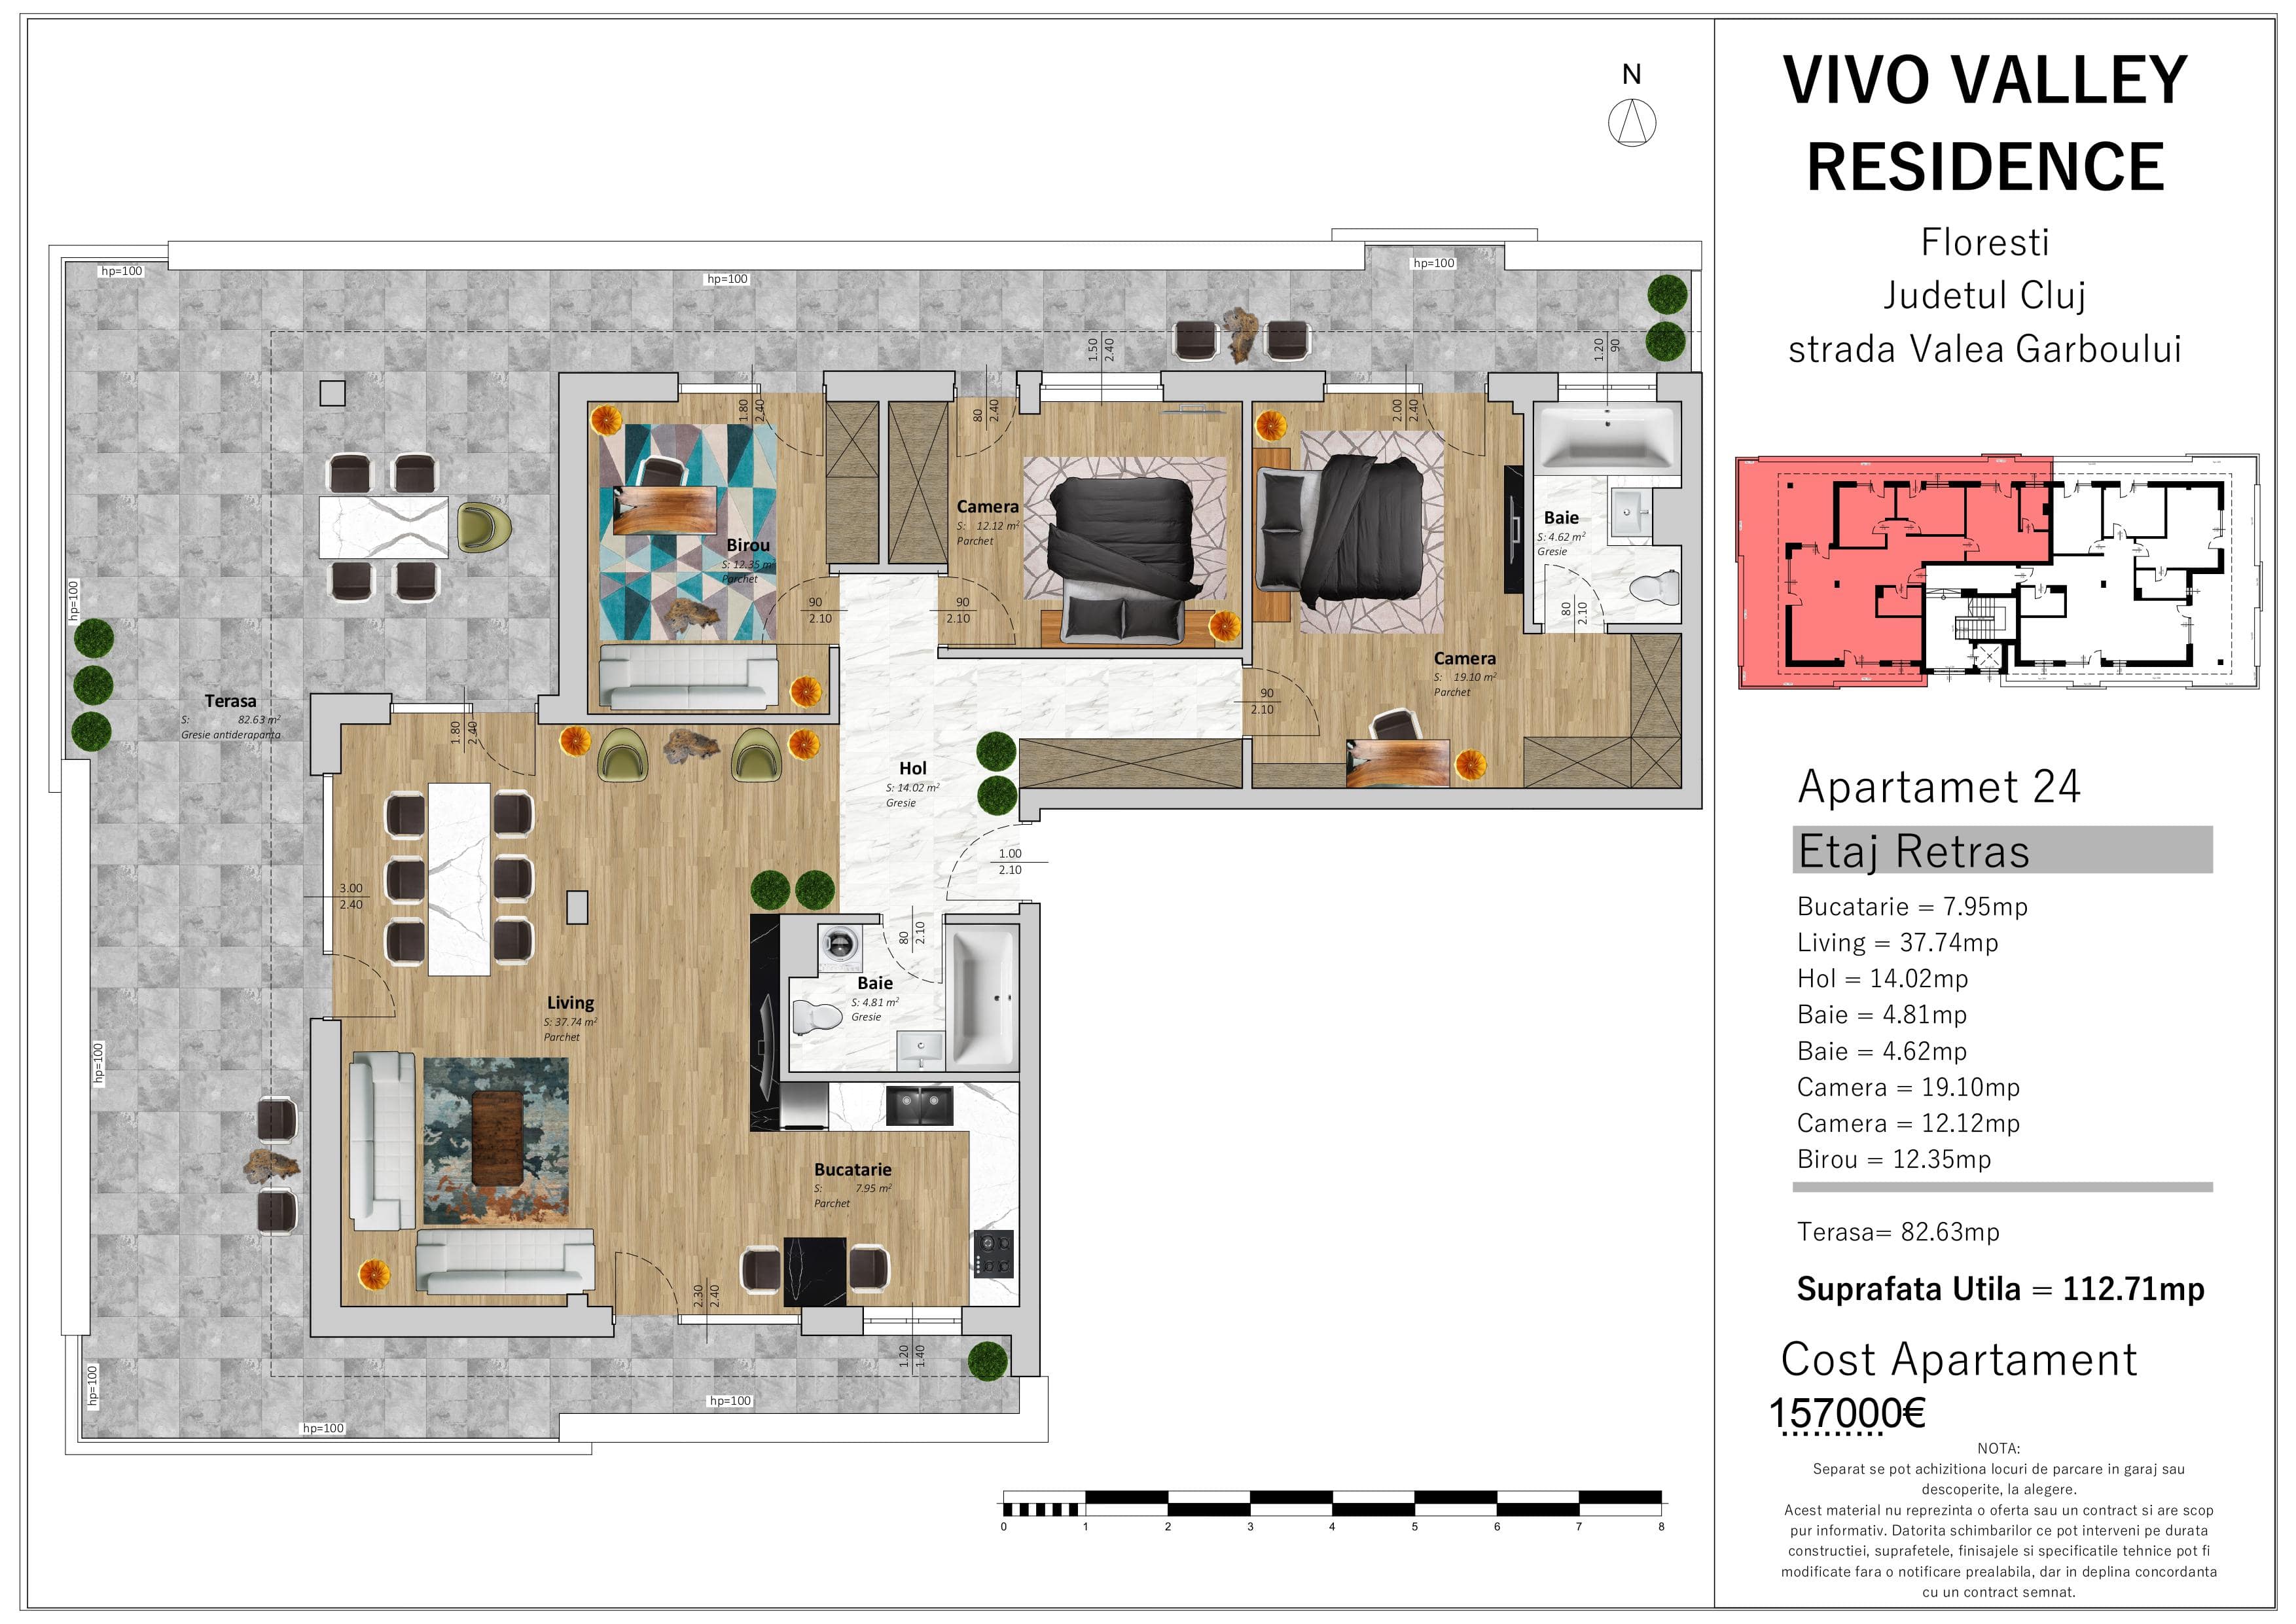 N
VIVO VALLEY
RESIDENCE
Floresti
Judetul Cluj
strada Valea Garboului
hp=100
hp=100
hp=100
1.50
2.40
1.20
90
1.80
2.40
80
2.40
2.00
2.40
Camera
S: 12.12 m²
Parchet
Baie
S: 4.62 m²
Gresie
Birou
S: 12.35 m
Parchet
hp=100
90
2.10
90
2.10
80
2.10
Camera
S: 19.10 m²
Parchet
90
2.10
Terasa
S: 82.63 m²
Gresie antideraparta
1.80
2.40
Hol
S: 14.02 m²
Gresie
1.00
2.10
3.00
2.40
80
2.10
Baie
S: 4.81 m²
Gresie
Living
S: 37.74 m²
Parchet
hp=100
Bucatarie
S: 7.95 m²
Parchet
2.30
2.40
1.20
1.40
hp=100
hp=100
hp=100
0 1 2 3 4 5 6 7 8
Apartamet 24
Etaj Retras
Bucatarie = 7.95mp
Living = 37.74mp
Hol = 14.02mp
Baie = 4.81mp
Baie = 4.62mp
Camera = 19.10mp
Camera = 12.12mp
Birou = 12.35mp
Terasa= 82.63mp
Suprafata Utila = 112.71mp
Cost Apartament
157000€
NOTA:
Separat se pot achizitiona locuri de parcare in garaj sau
descoperite, la alegere.
Acest material nu reprezinta o oferta sau un contract si are scop
pur informativ. Datorita schimbarilor ce pot interveni pe durata
constructiei, suprafetele, finisajele si specificatile tehnice pot fi
modificate fara o notificare prealabila, dar in deplina concordanta
cu un contract semnat.